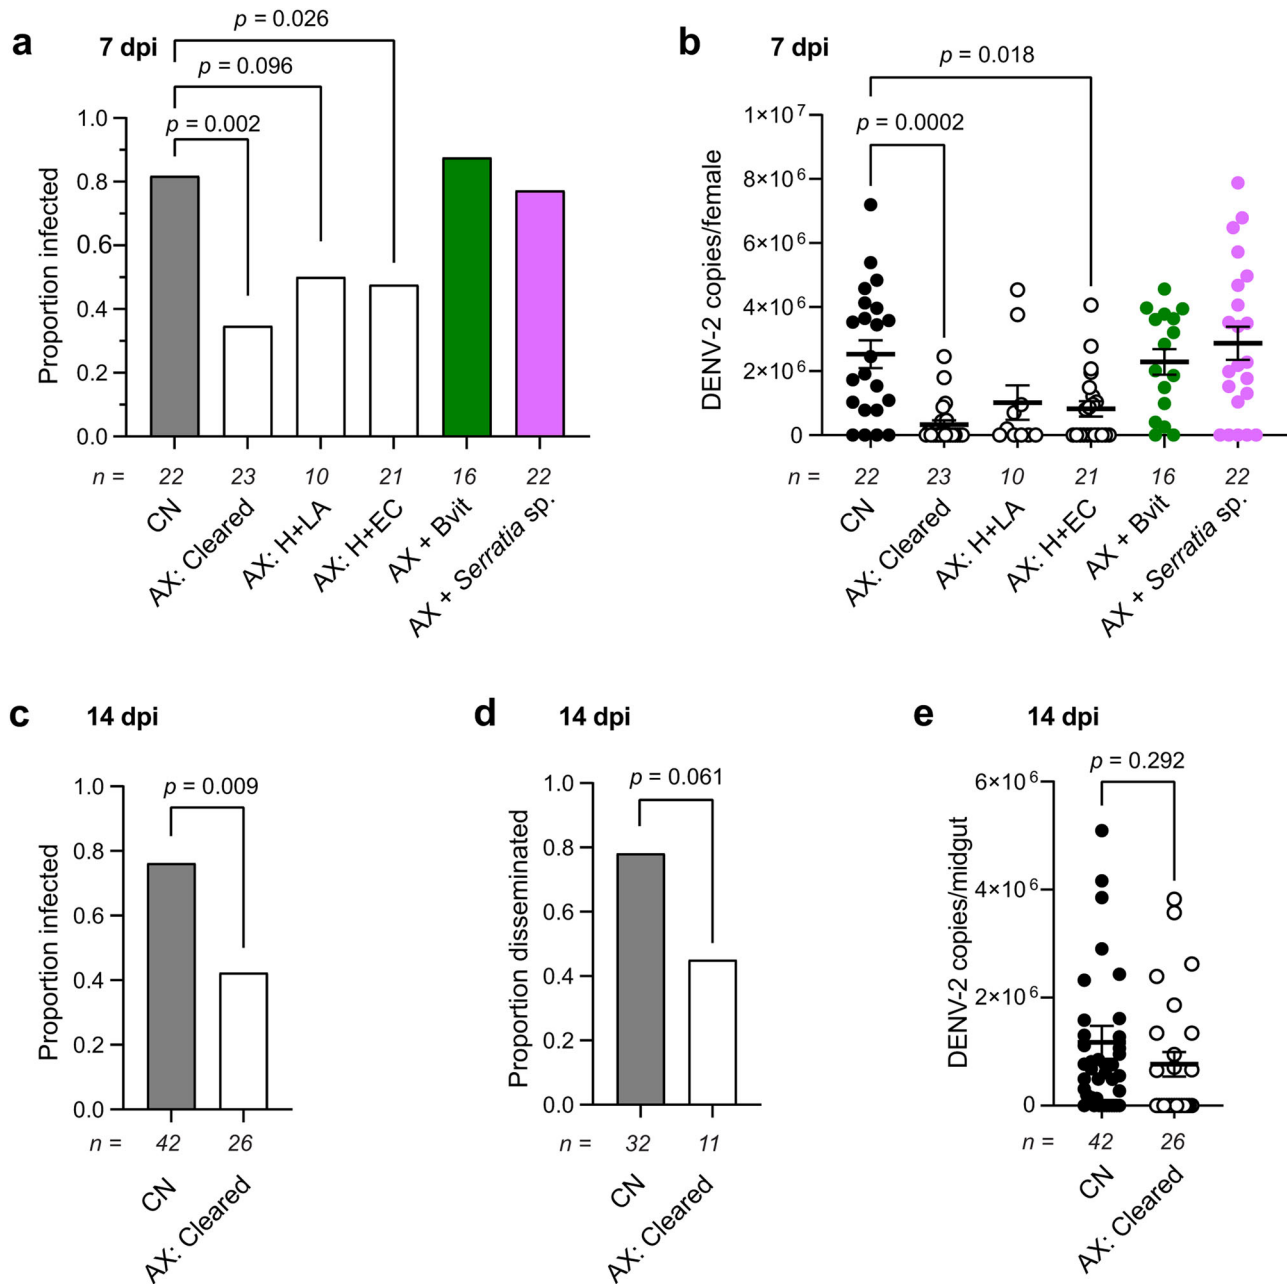 a
7 dpi
p = 0.026
p = 0.096
p = 0.002
Proportion infected
1.0
0.8
0.6
0.4
0.2
0.0
n = 22 23 10 21 16 22
CN
AX: Cleared
AX: H+LA
AX: H+EC
AX + Bvit
AX + Serratia sp.
b
7 dpi
p = 0.018
p = 0.0002
DENV-2 copies/female
1×10⁷
8×10⁶
6×10⁶
4×10⁶
2×10⁶
0
n = 22 23 10 21 16 22
CN
AX: Cleared
AX: H+LA
AX: H+EC
AX + Bvit
AX + Serratia sp.
c
14 dpi
p = 0.009
Proportion infected
1.0
0.8
0.6
0.4
0.2
0.0
n = 42 26
CN
AX: Cleared
d
14 dpi
p = 0.061
Proportion disseminated
1.0
0.8
0.6
0.4
0.2
0.0
n = 32 11
CN
AX: Cleared
e
14 dpi
p = 0.292
DENV-2 copies/midgut
6×10⁶
4×10⁶
2×10⁶
0
n = 42 26
CN
AX: Cleared